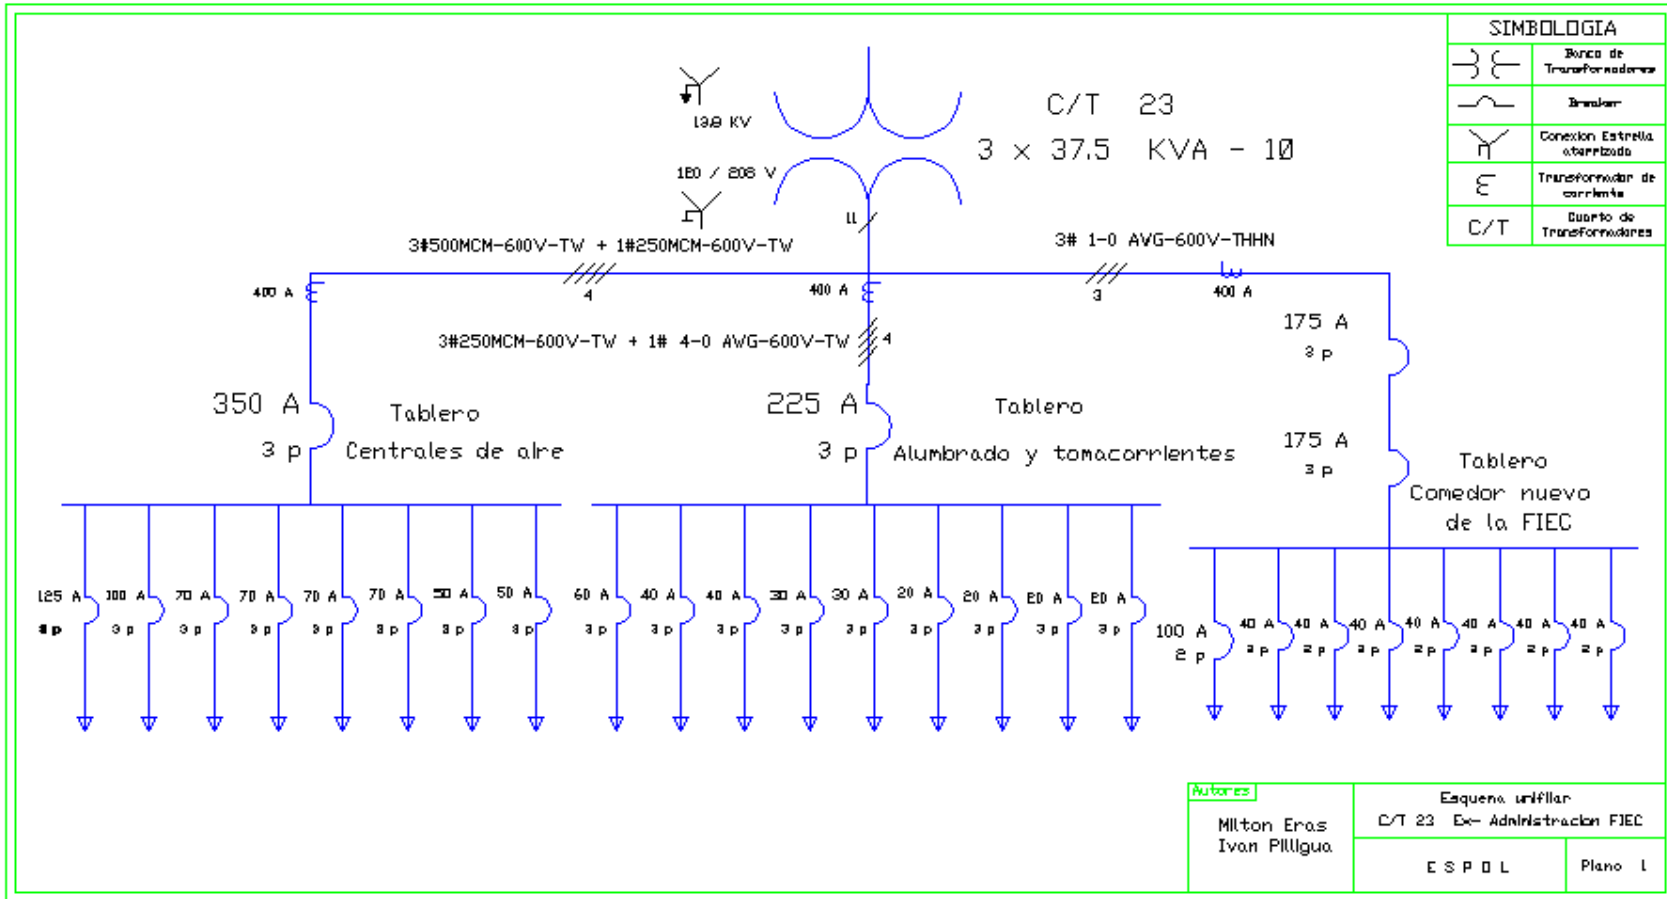 SIMBOLOGIA
Banco de
Transformadores
Breaker
Conexion Estrella
aterrizada
Transformador de
corriente
C/T
Cuarto de
Transformadores
13.8 KV
C/T 23
3 x 37.5 KVA - 10
120 / 208 V
11
3#500MCM-600V-TW + 1#250MCM-600V-TW
3# 1-0 AVG-600V-THHN
400 A
4
400 A
3
400 A
3#250MCM-600V-TW + 1# 4-0 AWG-600V-TW
4
175 A
3 p
350 A
3 p
Tablero
Centrales de aire
225 A
3 p
Tablero
Alumbrado y tomacorrientes
175 A
3 p
Tablero
Comedor nuevo
de la FIEC
125 A 100 A 70 A 70 A 70 A 70 A 50 A 50 A
3 p 3 p 3 p 3 p 3 p 3 p 3 p
60 A 40 A 40 A 30 A 30 A 20 A 20 A 20 A 20 A
3 p 3 p 3 p 3 p 3 p 3 p 3 p 3 p 3 p
100 A 40 A 40 A 40 A 40 A 40 A 40 A 40 A
2 p 2 p 2 p 2 p 2 p 2 p
Autores
Milton Eras
Ivan Pilligua
Esquema unifilar
C/T 23 Ex- Administracion FIEC
E S P O L
Plano 1